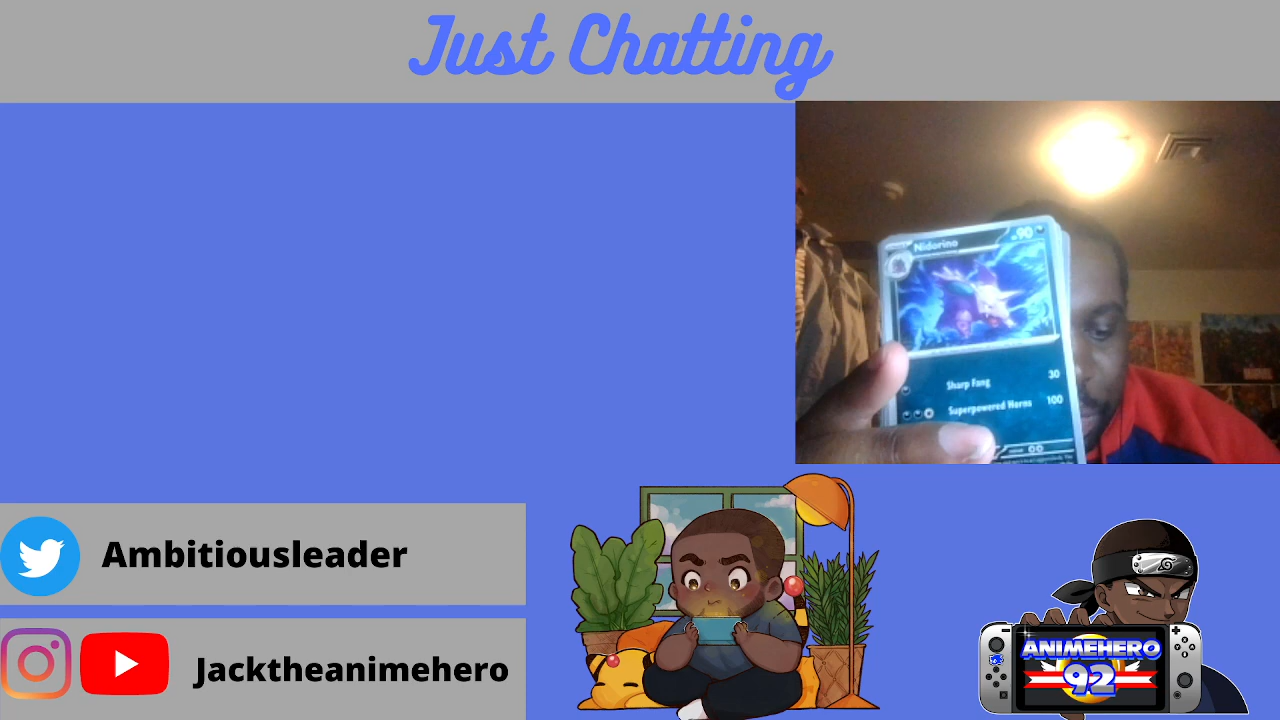 Just Chatting
Nidorino
90
Sharp Fang 30
Superpowered Horns 100
Ambitiousleader
Jacktheanimehero
ANIMEHERO
92